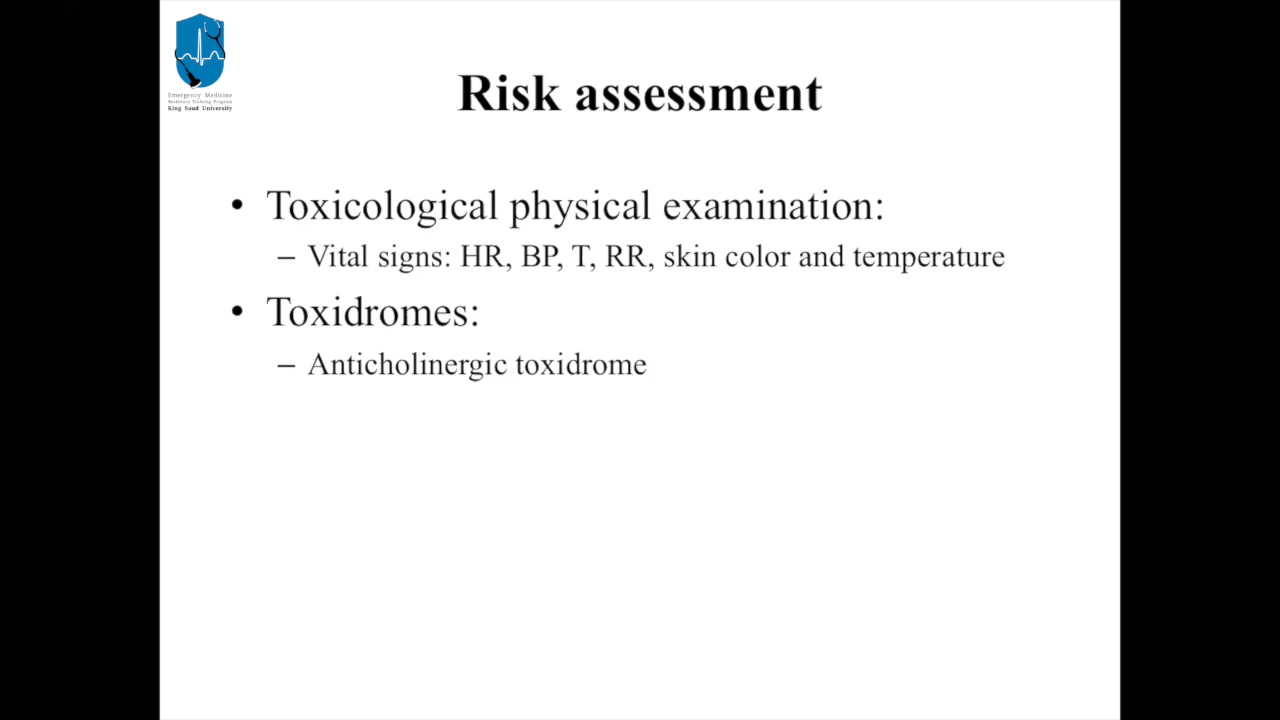 Emergency Medicine
Residency Training Program
King Saud University
Risk assessment
• Toxicological physical examination:
– Vital signs: HR, BP, T, RR, skin color and temperature
• Toxidromes:
– Anticholinergic toxidrome